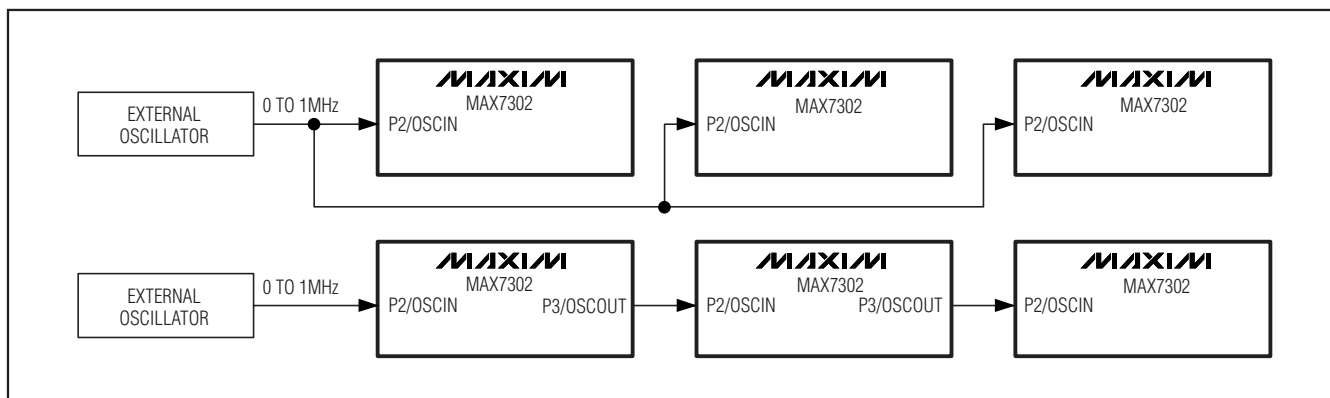 EXTERNAL
OSCILLATOR
0 TO 1MHz
MAXIM
MAX7302
P2/OSCIN
MAXIM
MAX7302
P2/OSCIN
MAXIM
MAX7302
P2/OSCIN
EXTERNAL
OSCILLATOR
0 TO 1MHz
MAXIM
MAX7302
P2/OSCIN
P3/OSCOUT
MAXIM
MAX7302
P2/OSCIN
P3/OSCOUT
MAXIM
MAX7302
P2/OSCIN